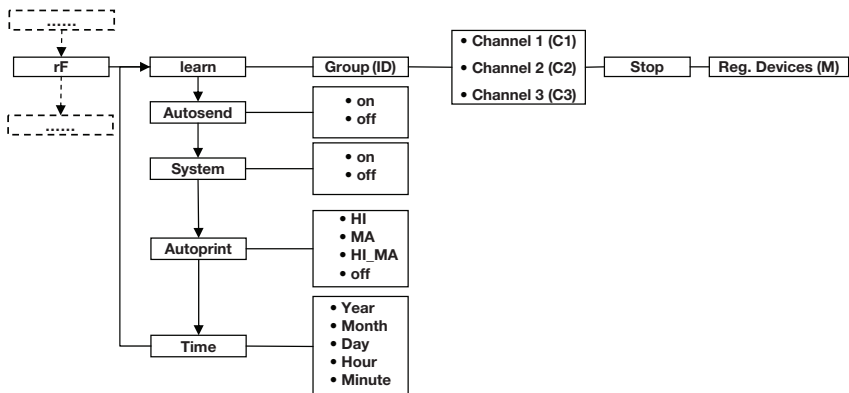 ......
rF
......
learn
Group (ID)
• Channel 1 (C1)
• Channel 2 (C2)
• Channel 3 (C3)
Stop
Reg. Devices (M)
Autosend
• on
• off
System
• on
• off
Autoprint
• HI
• MA
• HI_MA
• off
Time
• Year
• Month
• Day
• Hour
• Minute